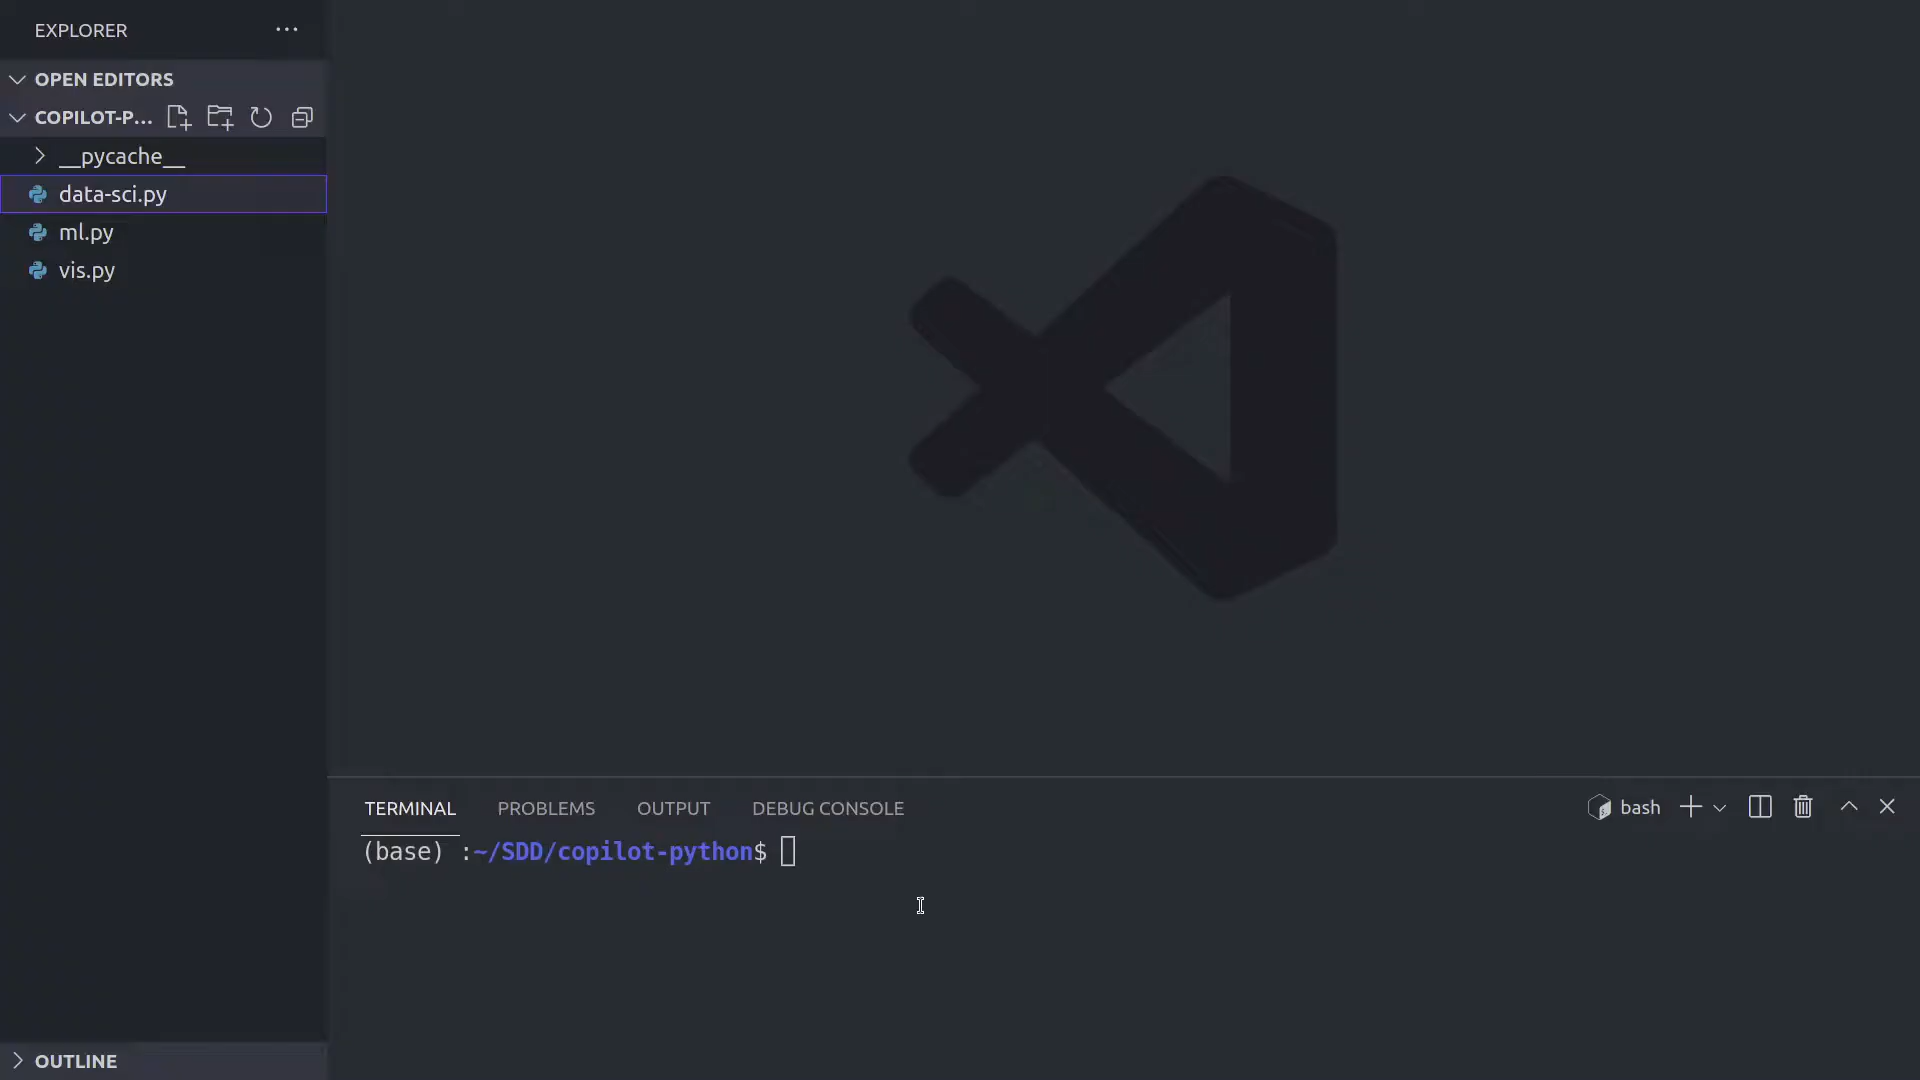 EXPLORER
OPEN EDITORS
COPILOT-P...
__pycache__
data-sci.py
ml.py
vis.py
TERMINAL PROBLEMS OUTPUT DEBUG CONSOLE bash
(base) :~/SDD/copilot-python$
OUTLINE